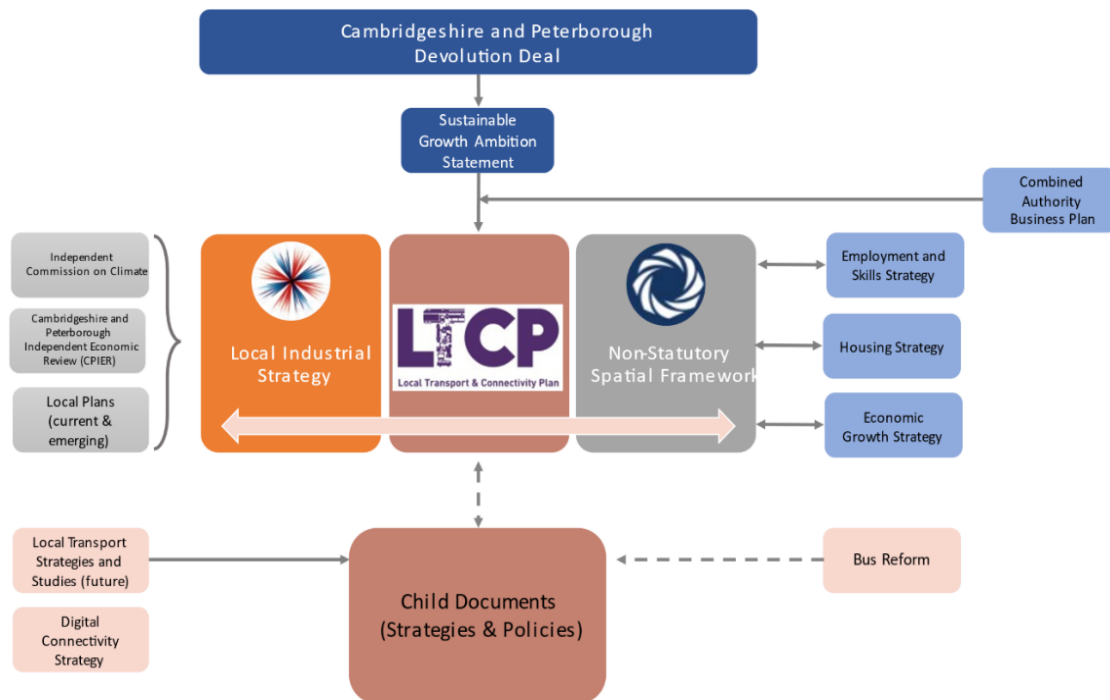 Cambridgeshire and Peterborough
Devolution Deal
Sustainable
Growth Ambition
Statement
Combined
Authority
Business Plan
Independent
Commission on Climate
Cambridgeshire and
Peterborough
Independent Economic
Review (CPIER)
Local Plans
(current &
emerging)
Local Industrial
Strategy
LTCP
Local Transport & Connectivity Plan
Non-Statutory
Spatial Framework
Employment and
Skills Strategy
Housing Strategy
Economic
Growth Strategy
Local Transport
Strategies and
Studies (future)
Digital
Connectivity
Strategy
Child Documents
(Strategies & Policies)
Bus Reform